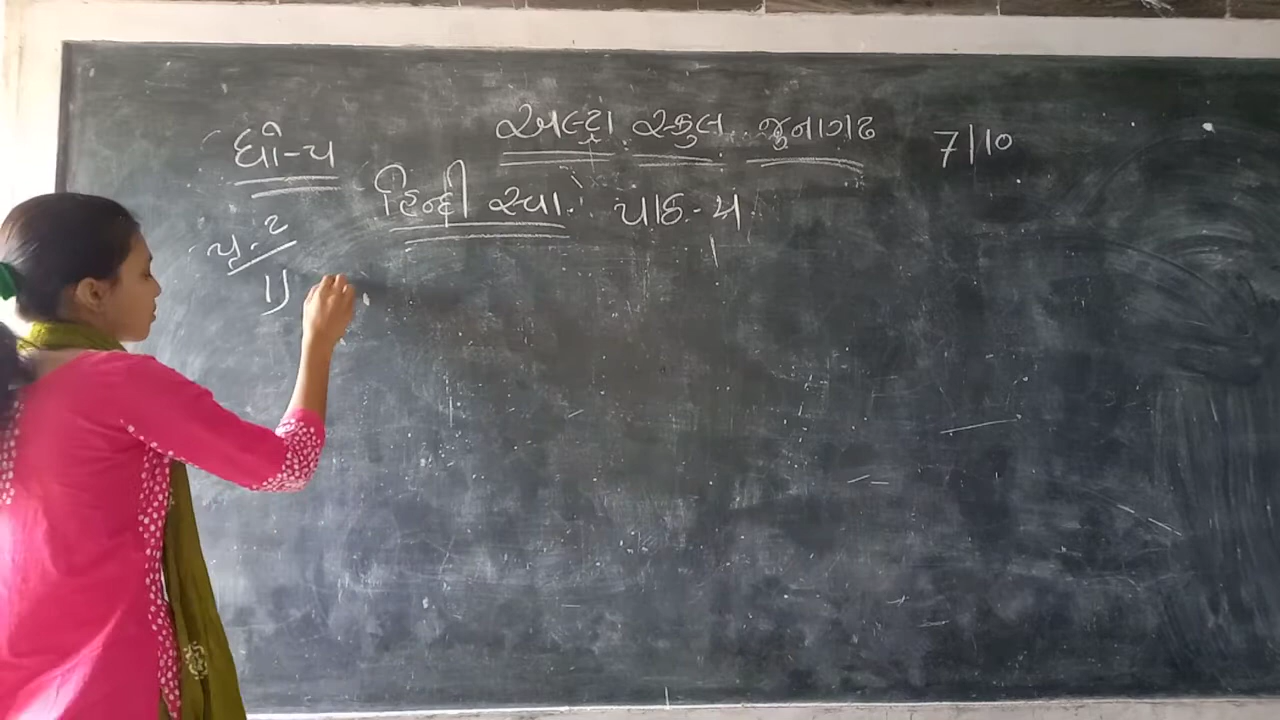 ધો-૫ અલ્ટ્રા સ્કુલ જૂનાગઢ 7/10
હિન્દી સ્વા. પાઠ-૫
પ્ર-૨
1)